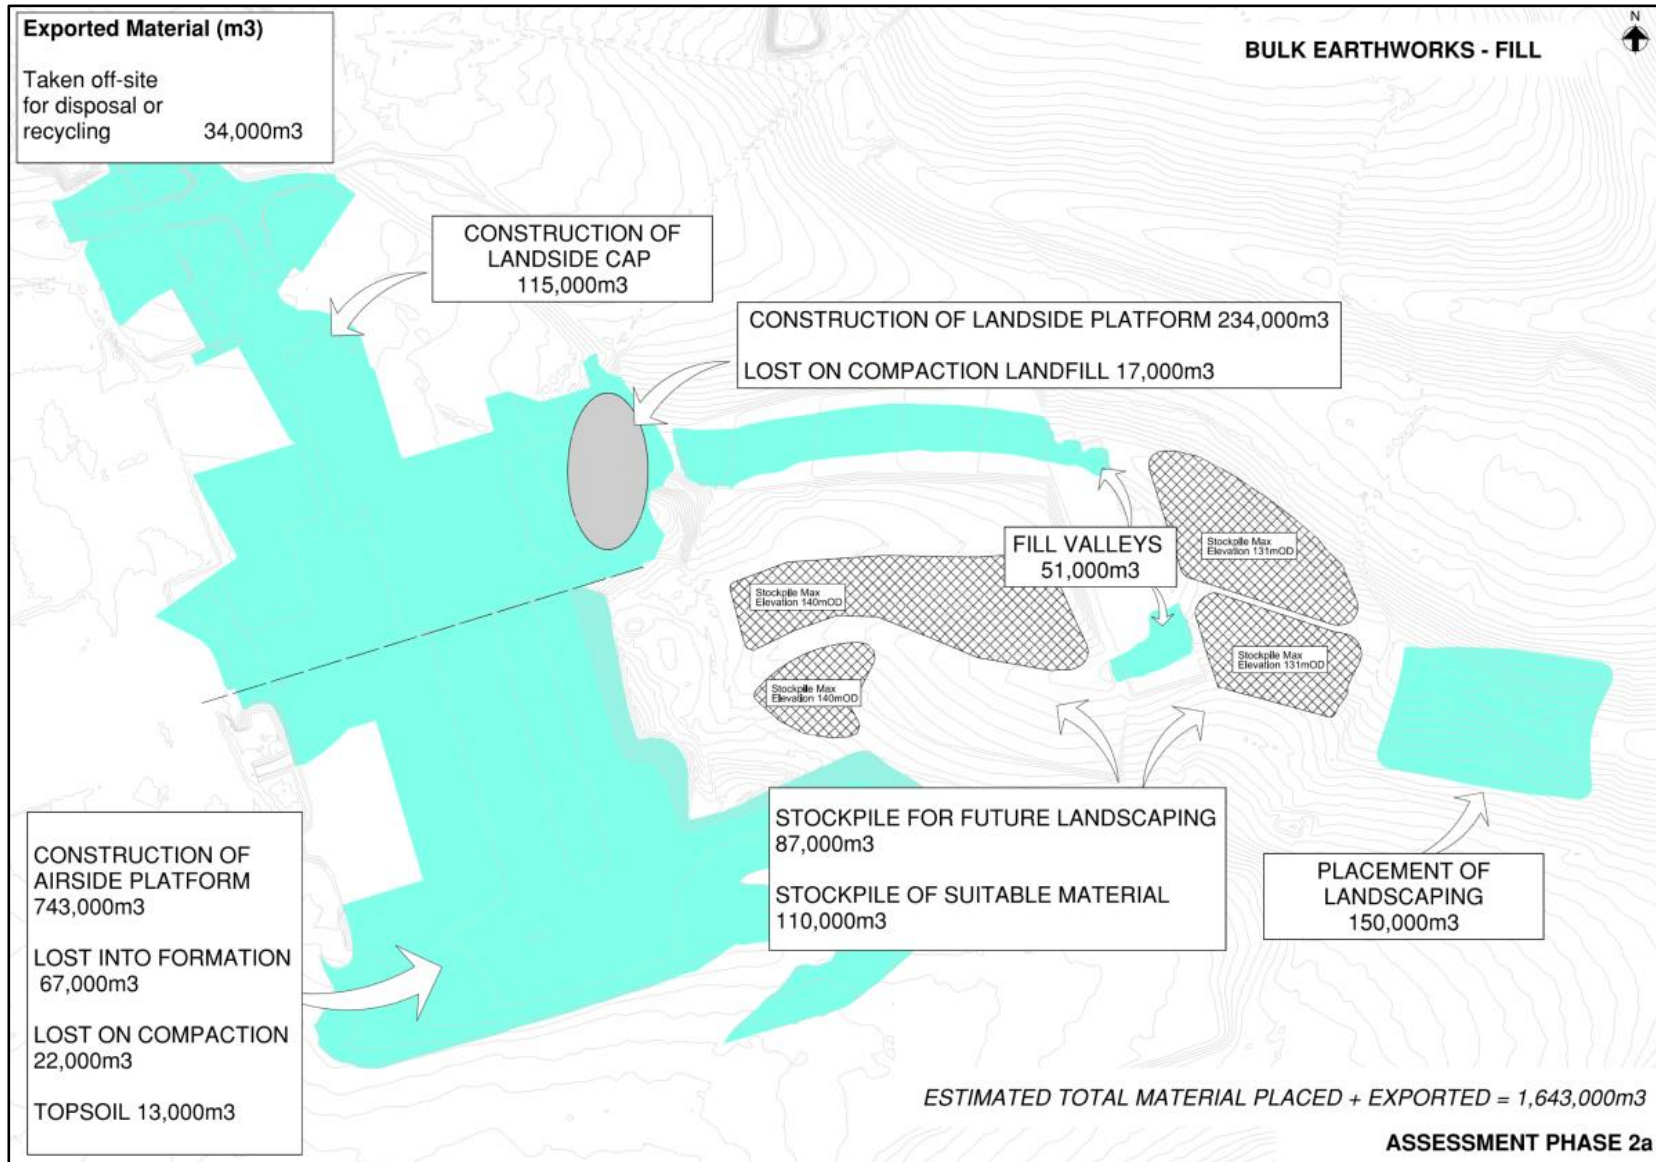 Exported Material (m3)
Taken off-site
for disposal or
recycling 34,000m3
BULK EARTHWORKS - FILL
N
CONSTRUCTION OF
LANDSIDE CAP
115,000m3
CONSTRUCTION OF LANDSIDE PLATFORM 234,000m3
LOST ON COMPACTION LANDFILL 17,000m3
FILL VALLEYS
51,000m3
Stockpile Max
Elevation 131mOD
Stockpile Max
Elevation 140mOD
Stockpile Max
Elevation 131mOD
Stockpile Max
Elevation 140mOD
STOCKPILE FOR FUTURE LANDSCAPING
87,000m3
STOCKPILE OF SUITABLE MATERIAL
110,000m3
PLACEMENT OF
LANDSCAPING
150,000m3
CONSTRUCTION OF
AIRSIDE PLATFORM
743,000m3
LOST INTO FORMATION
67,000m3
LOST ON COMPACTION
22,000m3
TOPSOIL 13,000m3
ESTIMATED TOTAL MATERIAL PLACED + EXPORTED = 1,643,000m3
ASSESSMENT PHASE 2a